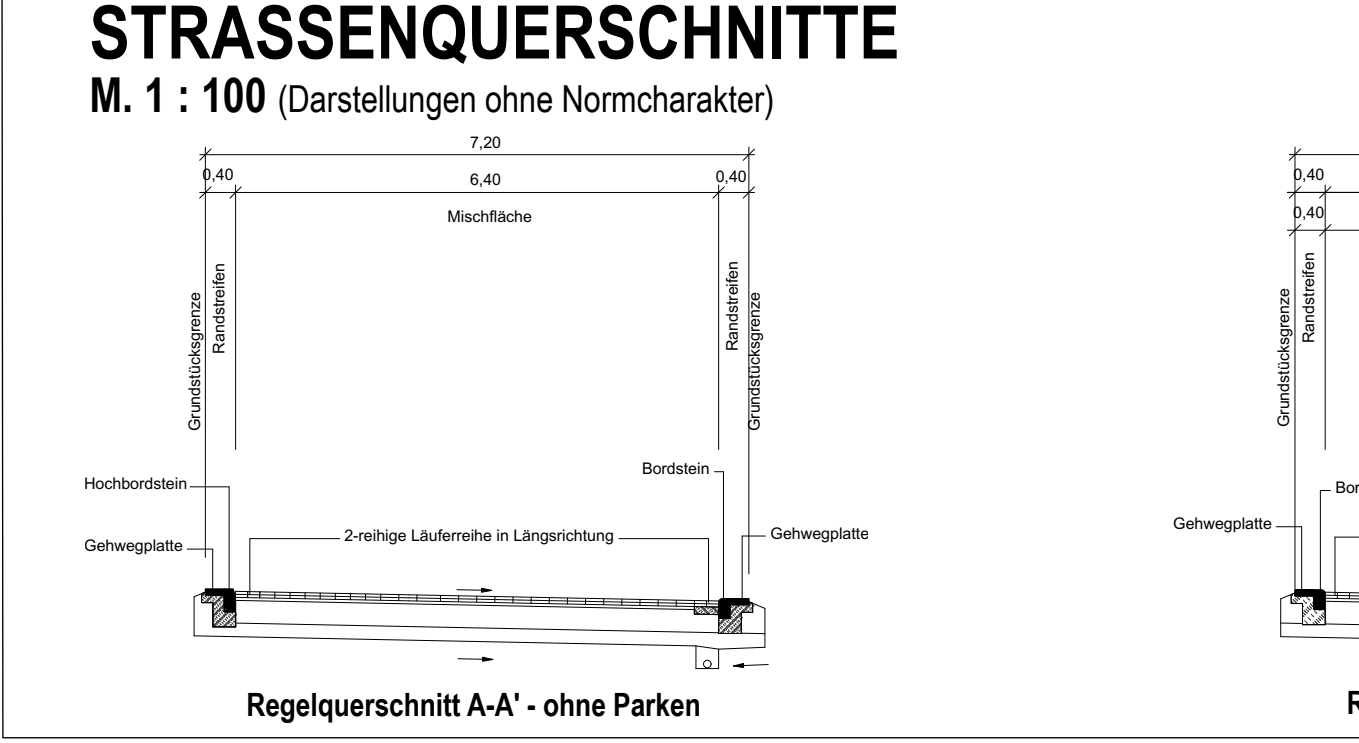 STRASSENQUERSCHNITTE
M. 1 : 100 (Darstellungen ohne Normcharakter)
7,20
0,40
6,40
0,40
Mischfläche
Grundstücksgrenze
Randstreifen
Randstreifen
Grundstücksgrenze
Hochbordstein
Bordstein
Gehwegplatte
2-reihige Läuferreihe in Längsrichtung
Gehwegplatte
Regelquerschnitt A-A' - ohne Parken
0,40
0,40
Grundstücksgrenze
Randstreifen
Gehwegplatte